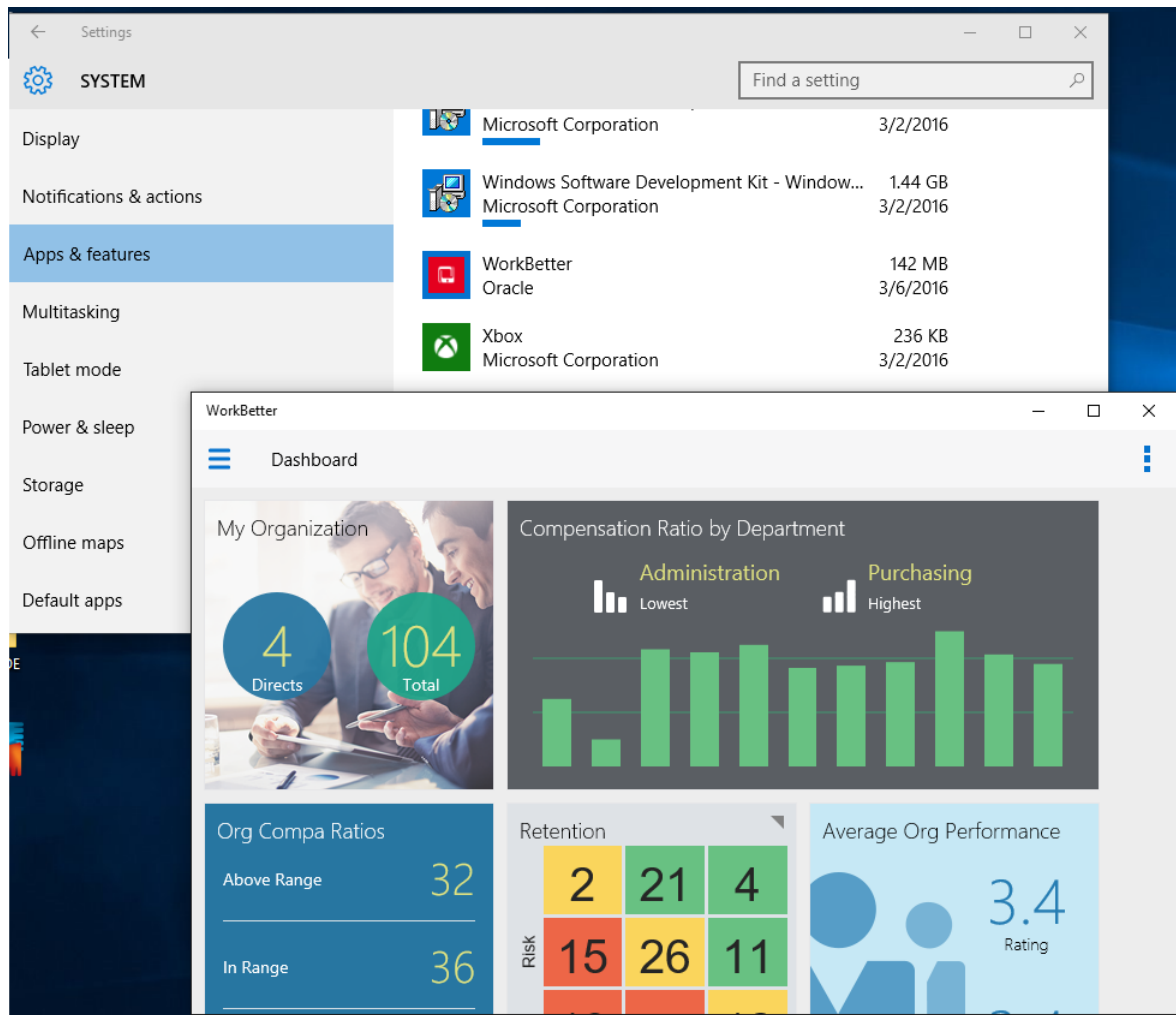 Settings
SYSTEM
Find a setting
Display
Notifications & actions
Apps & features
Multitasking
Tablet mode
Power & sleep
Storage
Offline maps
Default apps
Microsoft Corporation 3/2/2016
Windows Software Development Kit - Window... 1.44 GB
Microsoft Corporation 3/2/2016
WorkBetter 142 MB
Oracle 3/6/2016
Xbox 236 KB
Microsoft Corporation 3/2/2016
WorkBetter
Dashboard
My Organization
4
Directs
104
Total
Compensation Ratio by Department
Administration
Lowest
Purchasing
Highest
Org Compa Ratios
Above Range 32
In Range 36
Retention
Risk
2 21 4
15 26 11
Average Org Performance
3.4
Rating